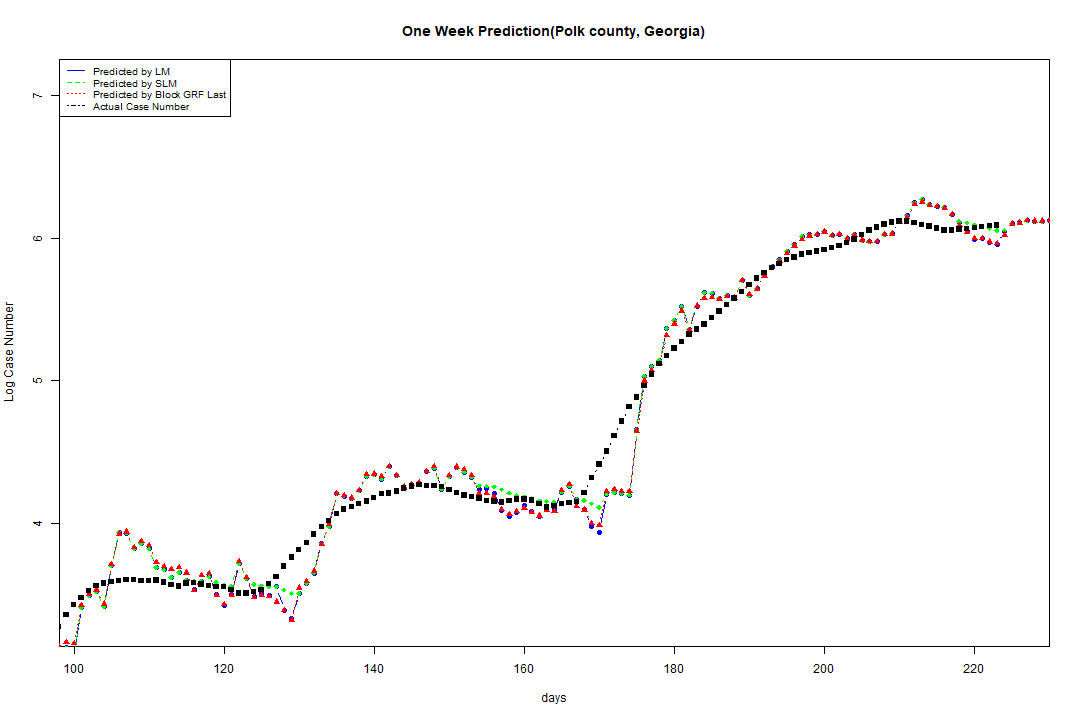 One Week Prediction(Polk county, Georgia)
Predicted by LM
Predicted by SLM
Predicted by Block GRF Last
Actual Case Number
7
6
5
4
Log Case Number
100 120 140 160 180 200 220
days